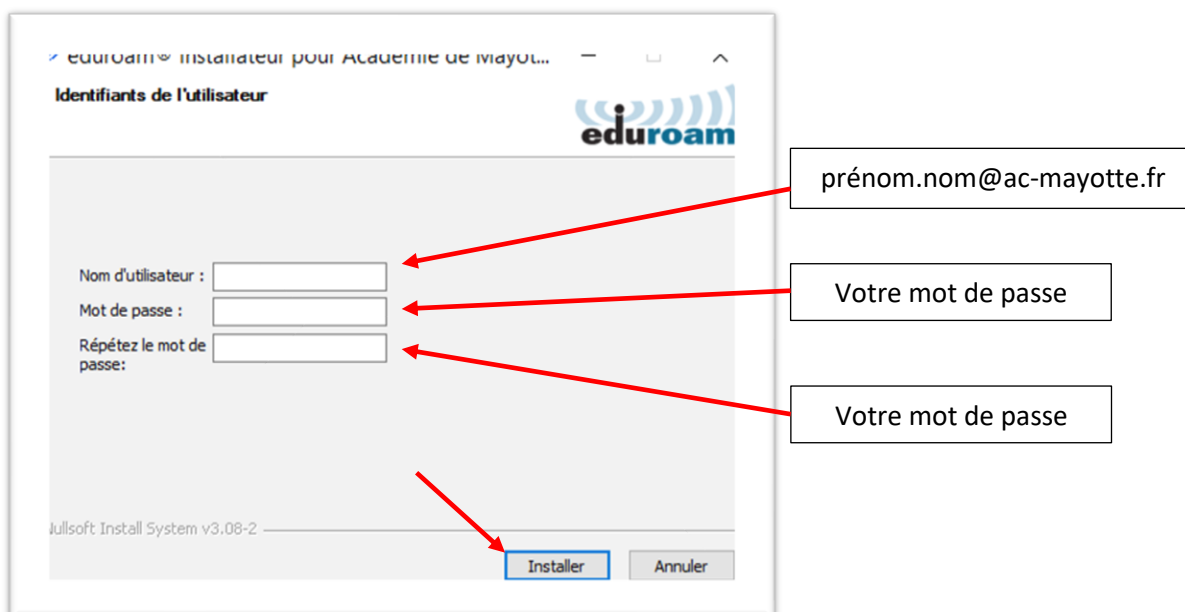 eduroam® Installateur pour Académie de Mayot...
Identifiants de l'utilisateur
eduroam
prénom.nom@ac-mayotte.fr
Nom d'utilisateur :
Votre mot de passe
Mot de passe :
Répétez le mot de
passe:
Votre mot de passe
Nullsoft Install System v3.08-2
Installer
Annuler